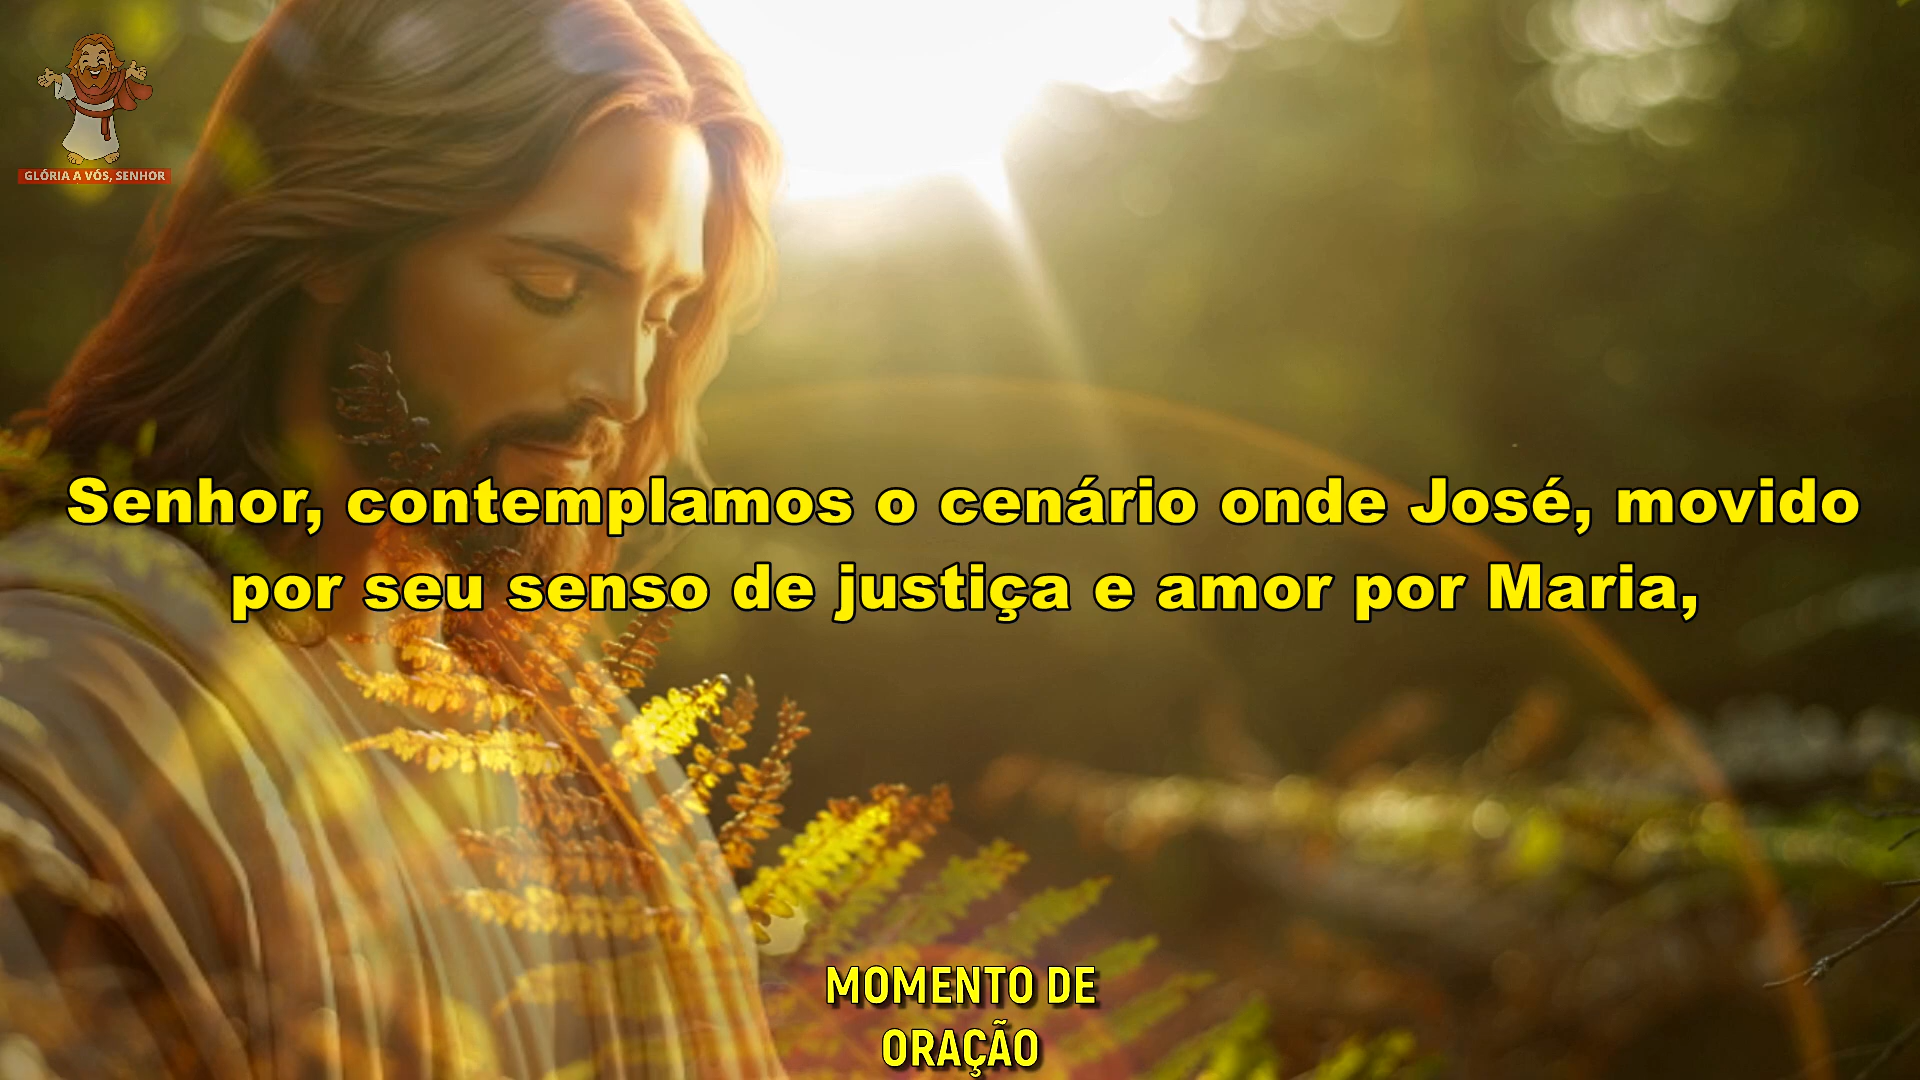 GLÓRIA A VÓS, SENHOR
Senhor, contemplamos o cenário onde José, movido
por seu senso de justiça e amor por Maria,
MOMENTO DE
ORAÇÃO